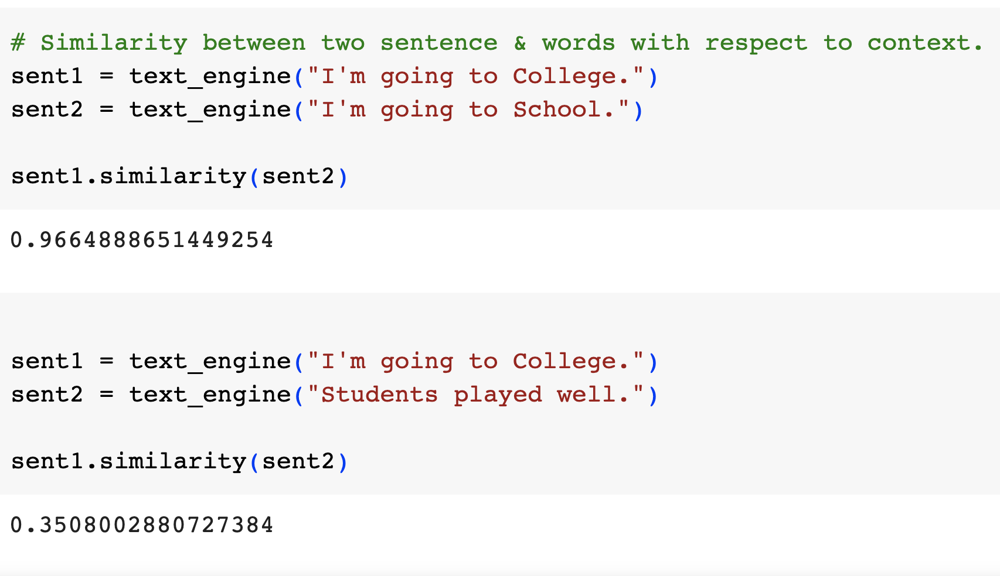 # Similarity between two sentence & words with respect to context.
sent1 = text_engine("I'm going to College.")
sent2 = text_engine("I'm going to School.")
sent1.similarity(sent2)
0.9664888651449254
sent1 = text_engine("I'm going to College.")
sent2 = text_engine("Students played well.")
sent1.similarity(sent2)
0.3508002880727384